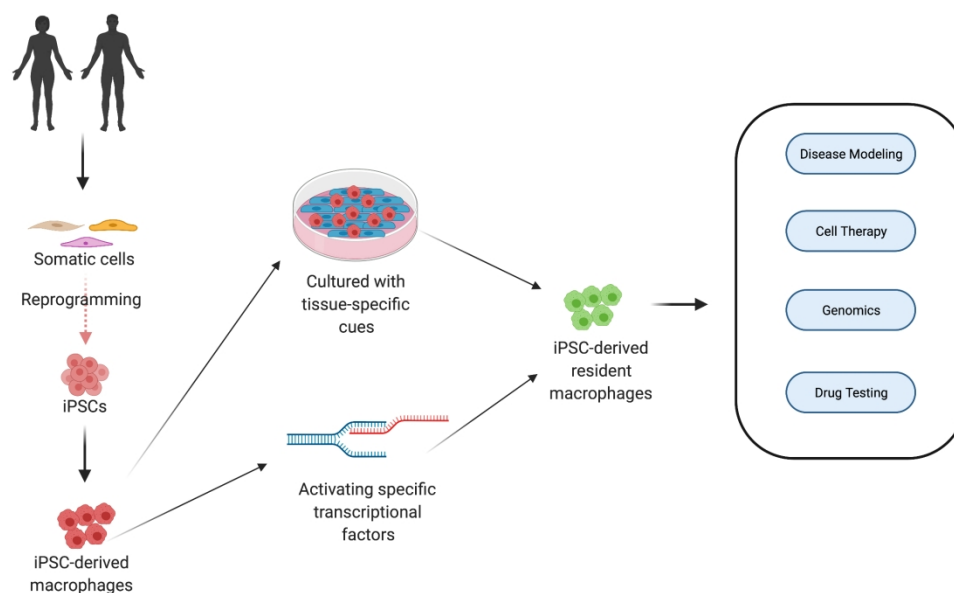 Somatic cells
Reprogramming
iPSCs
iPSC-derived
macrophages
Cultured with
tissue-specific
cues
Activating specific
transcriptional
factors
iPSC-derived
resident
macrophages
Disease Modeling
Cell Therapy
Genomics
Drug Testing